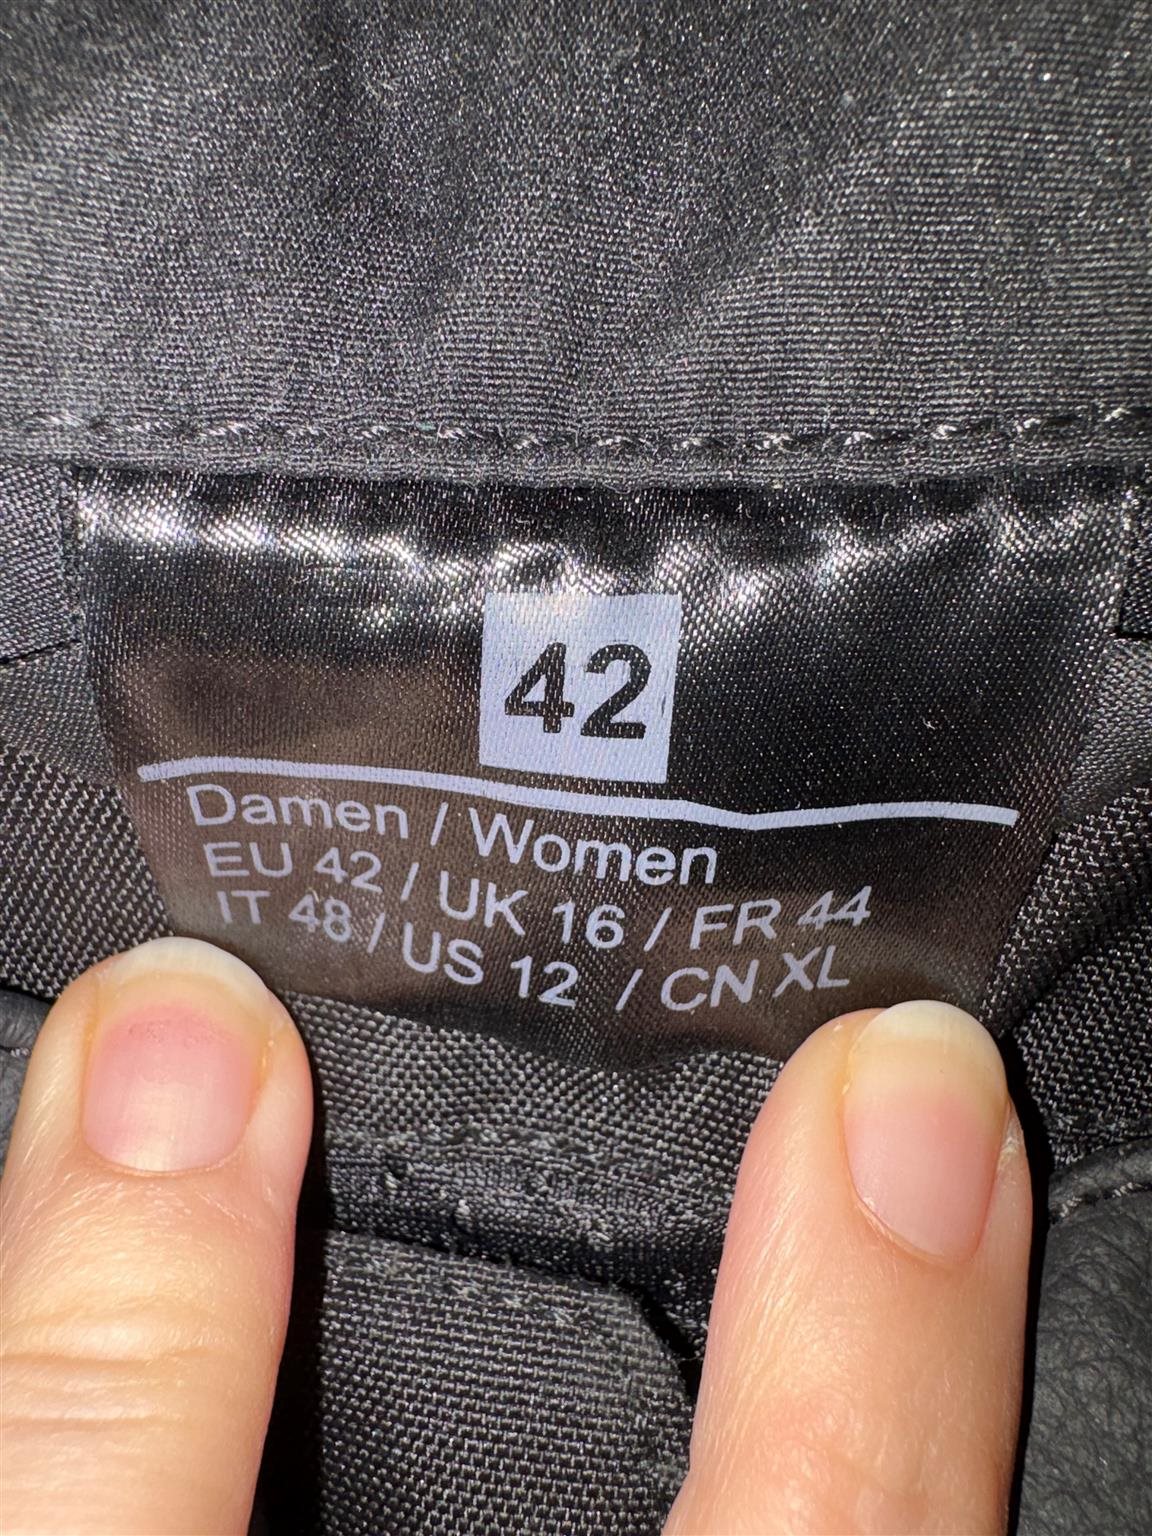 42
Damen / Women
EU 42 / UK 16 / FR 44
IT 48 / US 12 / CN XL